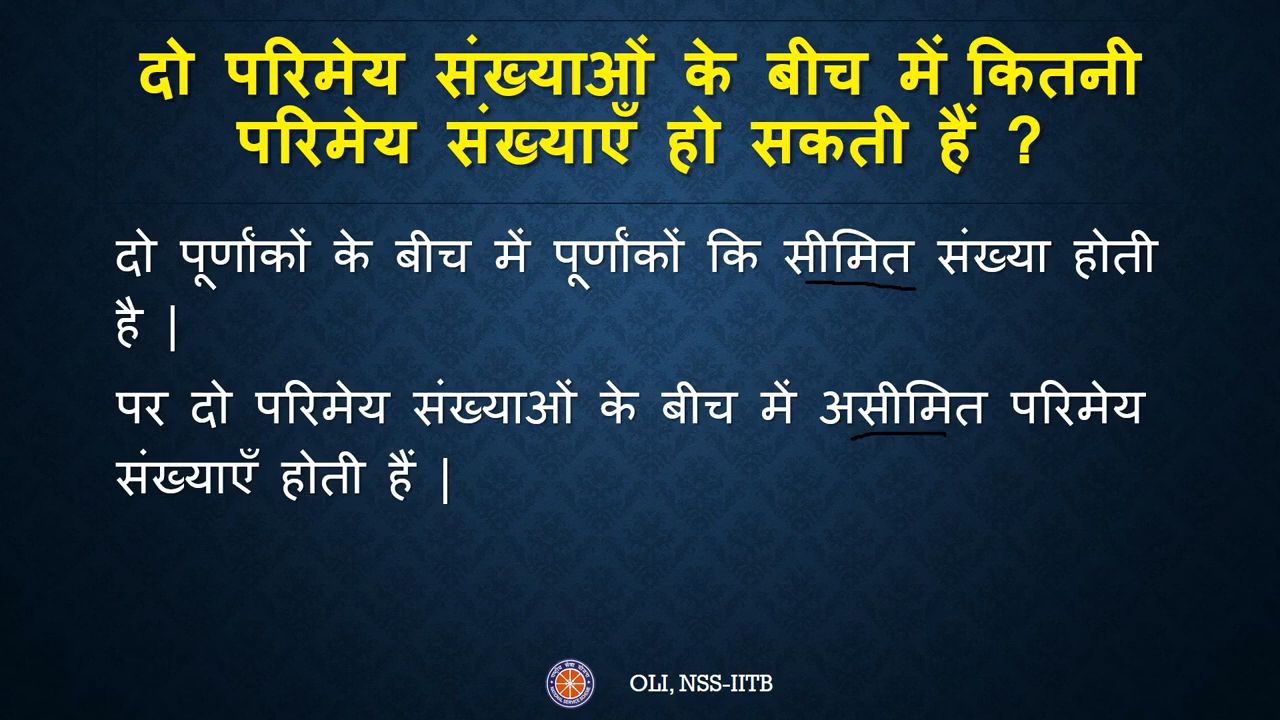 दो परिमेय संख्याओं के बीच में कितनी
परिमेय संख्याएँ हो सकती हैं ?
दो पूर्णांकों के बीच में पूर्णांकों कि सीमित संख्या होती
है |
पर दो परिमेय संख्याओं के बीच में असीमित परिमेय
संख्याएँ होती हैं |
OLI, NSS-IITB